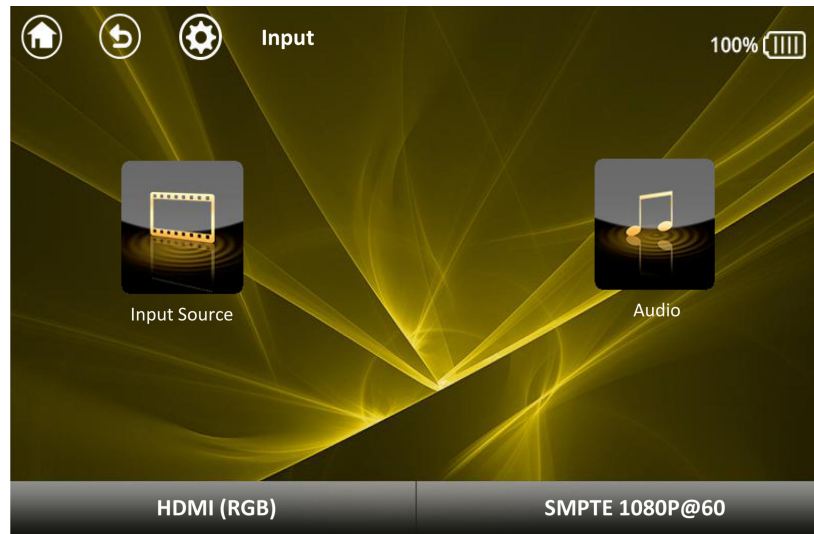 Input
100%
Input Source
Audio
HDMI (RGB)
SMPTE 1080P@60